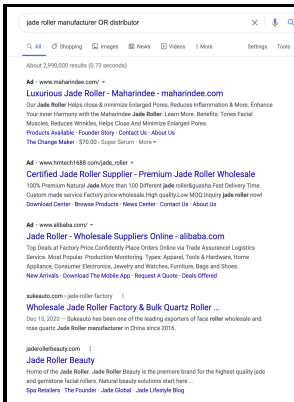 jade roller manufacturer OR distributor
All Shopping Images News Videos More Settings Tools
About 2,990,000 results (0.73 seconds)
Ad · www.maharindee.com/
Luxurious Jade Roller - Maharindee - maharindee.com
Our Jade Roller Helps close & minimize Enlarged Pores, Reduces Inflammation & More. Enhance
Your inner Harmony with the Maharindee Jade Roller. Learn More. Benefits: Tones Facial
Muscles, Reduces Wrinkles, Helps Close And Minimize Enlarged Pores.
Products Available · Founder Story · Contact Us · About Us
The Change Maker - $70.00 - Super Serum · More
Ad · www.hmtech1688.com/jade_roller
Certified Jade Roller Supplier - Premium Jade Roller Wholesale
100% Premium Natural Jade.More than 100 Different jade roller&guasha.Fast Delivery Time.
Custom made service.Factory price wholesale.High quality.Low MOQ.Inquiry jade roller now!
Download Center · Browse Products · News Center · Contact Us · About Us
Ad · www.alibaba.com/
Jade Roller - Wholesale Suppliers Online - alibaba.com
Top Deals at Factory Price.Confidently Place Orders Online via Trade Assurance! Logistics
Service. Most Popular. Production Monitoring. Types: Apparel, Tools & Hardware, Home
Appliance, Consumer Electronics, Jewelry and Watches, Furniture, Bags and Shoes.
New Arrivals · Download The Mobile App · Request A Quote · Deals Offered
sukeauto.com › jade-roller-factory
Wholesale Jade Roller Factory & Bulk Quartz Roller ...
Dec 15, 2020 — Sukeauto has been one of the leading exporters of face roller wholesale and
rose quartz Jade Roller manufacturer in China since 2016.
jaderollerbeauty.com
Jade Roller Beauty
Home of the Jade Roller. Jade Roller Beauty is the premiere brand for the highest quality jade
and gemstone facial rollers. Natural beauty solutions start here ...
Spa Retailers · The Founder · Jade Global · Jade Lifestyle Blog